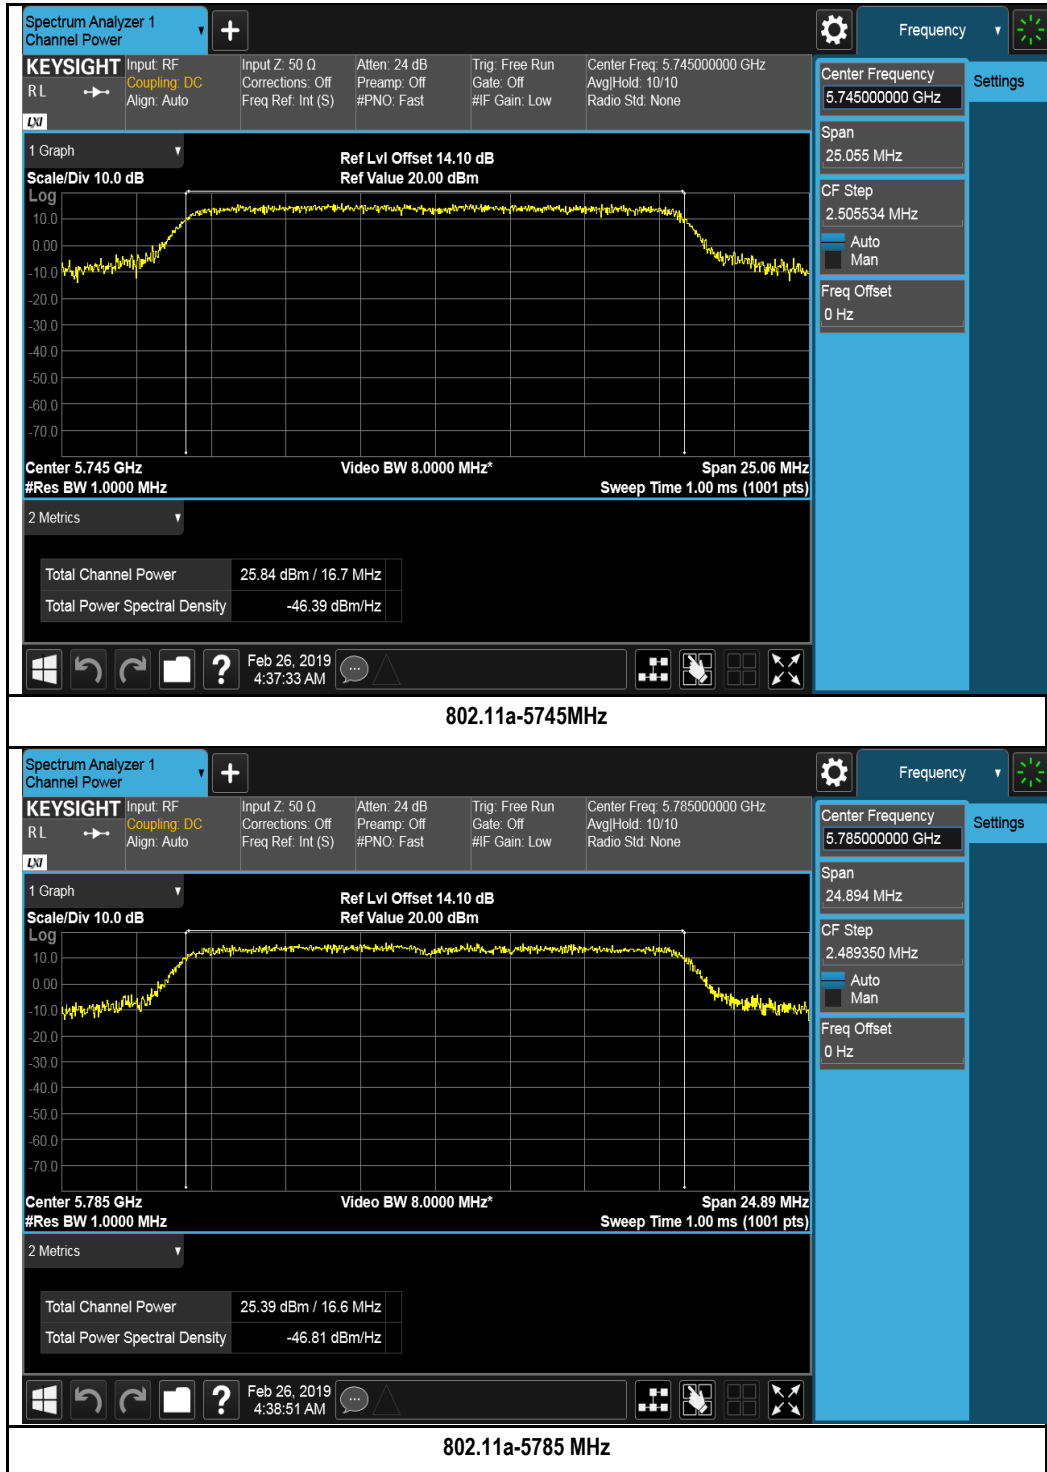 Spectrum Analyzer 1
Channel Power
+
Frequency
KEYSIGHT
R L
LXI
Input: RF
Coupling: DC
Align: Auto
Input Z: 50 Ω
Corrections: Off
Freq Ref: Int (S)
Atten: 24 dB
Preamp: Off
#PNO: Fast
Trig: Free Run
Gate: Off
#IF Gain: Low
Center Freq: 5.745000000 GHz
Avg|Hold: 10/10
Radio Std: None
Center Frequency
5.745000000 GHz
Settings
Span
25.055 MHz
CF Step
2.505534 MHz
Auto
Man
Freq Offset
0 Hz
1 Graph
Scale/Div 10.0 dB
Ref Lvl Offset 14.10 dB
Ref Value 20.00 dBm
Log
10.0
0.00
-10.0
-20.0
-30.0
-40.0
-50.0
-60.0
-70.0
Center 5.745 GHz
#Res BW 1.0000 MHz
Video BW 8.0000 MHz*
Span 25.06 MHz
Sweep Time 1.00 ms (1001 pts)
2 Metrics
Total Channel Power 25.84 dBm / 16.7 MHz
Total Power Spectral Density -46.39 dBm/Hz
?
Feb 26, 2019
4:37:33 AM
802.11a-5745MHz
Spectrum Analyzer 1
Channel Power
+
Frequency
KEYSIGHT
R L
LXI
Input: RF
Coupling: DC
Align: Auto
Input Z: 50 Ω
Corrections: Off
Freq Ref: Int (S)
Atten: 24 dB
Preamp: Off
#PNO: Fast
Trig: Free Run
Gate: Off
#IF Gain: Low
Center Freq: 5.785000000 GHz
Avg|Hold: 10/10
Radio Std: None
Center Frequency
5.785000000 GHz
Settings
Span
24.894 MHz
CF Step
2.489350 MHz
Auto
Man
Freq Offset
0 Hz
1 Graph
Scale/Div 10.0 dB
Ref Lvl Offset 14.10 dB
Ref Value 20.00 dBm
Log
10.0
0.00
-10.0
-20.0
-30.0
-40.0
-50.0
-60.0
-70.0
Center 5.785 GHz
#Res BW 1.0000 MHz
Video BW 8.0000 MHz*
Span 24.89 MHz
Sweep Time 1.00 ms (1001 pts)
2 Metrics
Total Channel Power 25.39 dBm / 16.6 MHz
Total Power Spectral Density -46.81 dBm/Hz
?
Feb 26, 2019
4:38:51 AM
802.11a-5785 MHz